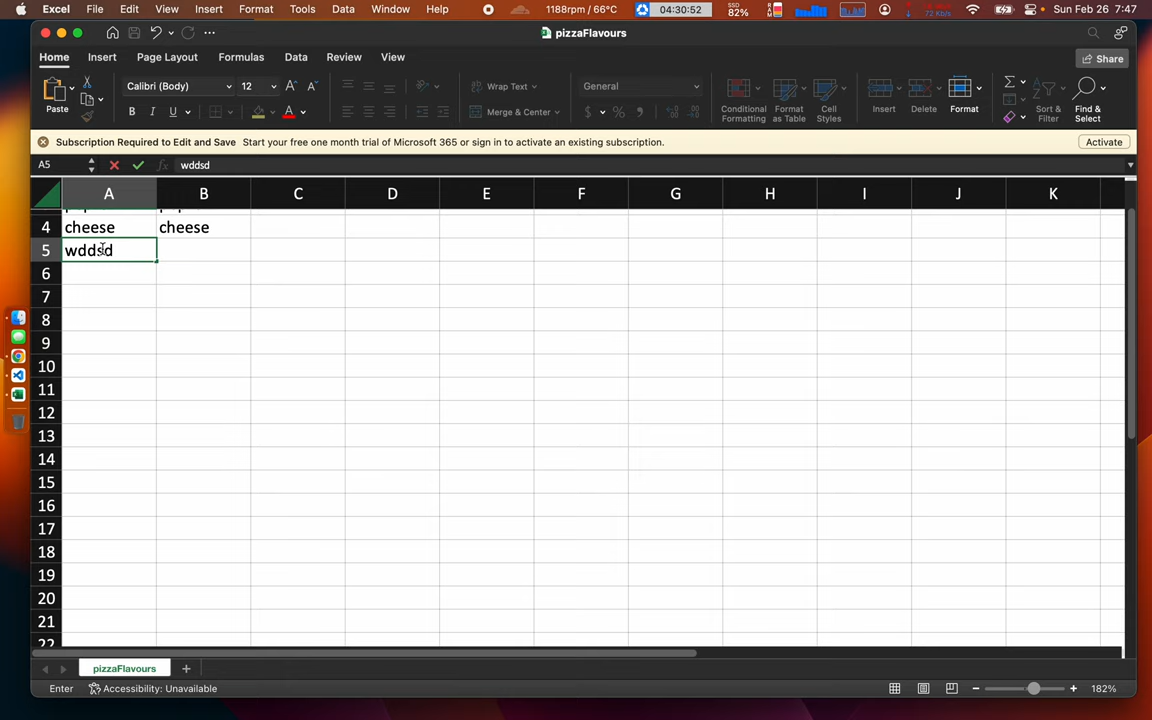 Excel File Edit View Insert Format Tools Data Window Help 1188rpm / 66°C 04:30:52 SSD 82% 72 Kb/s Sun Feb 26 7:47
pizzaFlavours
Home Insert Page Layout Formulas Data Review View Share
Paste Calibri (Body) 12 Wrap Text General Conditional Formatting Format as Table Cell Styles Insert Delete Format Sort & Filter Find & Select
B I U A Merge & Center $ %
Subscription Required to Edit and Save Start your free one month trial of Microsoft 365 or sign in to activate an existing subscription. Activate
A5 fx wddsd
A B C D E F G H I J K
4 cheese cheese
5 wddsd
6
7
8
9
10
11
12
13
14
15
16
17
18
19
20
21
22
pizzaFlavours +
Enter Accessibility: Unavailable 182%